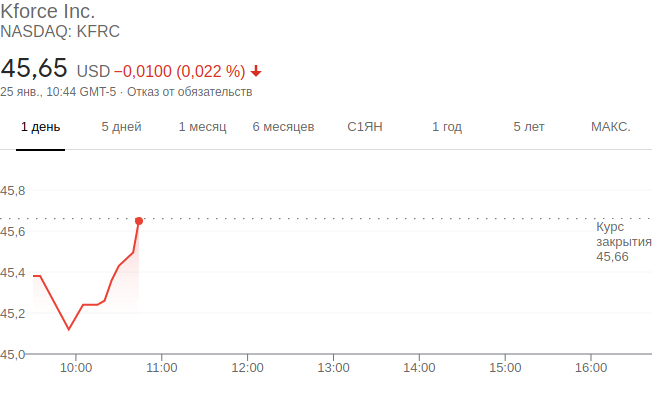 Kforce Inc.
NASDAQ: KFRC
45,65 USD −0,0100 (0,022 %)
25 янв., 10:44 GMT-5 · Отказ от обязательств
1 день 5 дней 1 месяц 6 месяцев С1ЯН 1 год 5 лет МАКС.
45,8
45,6
45,4
45,2
45,0
Курс
закрытия
45,66
10:00 11:00 12:00 13:00 14:00 15:00 16:00